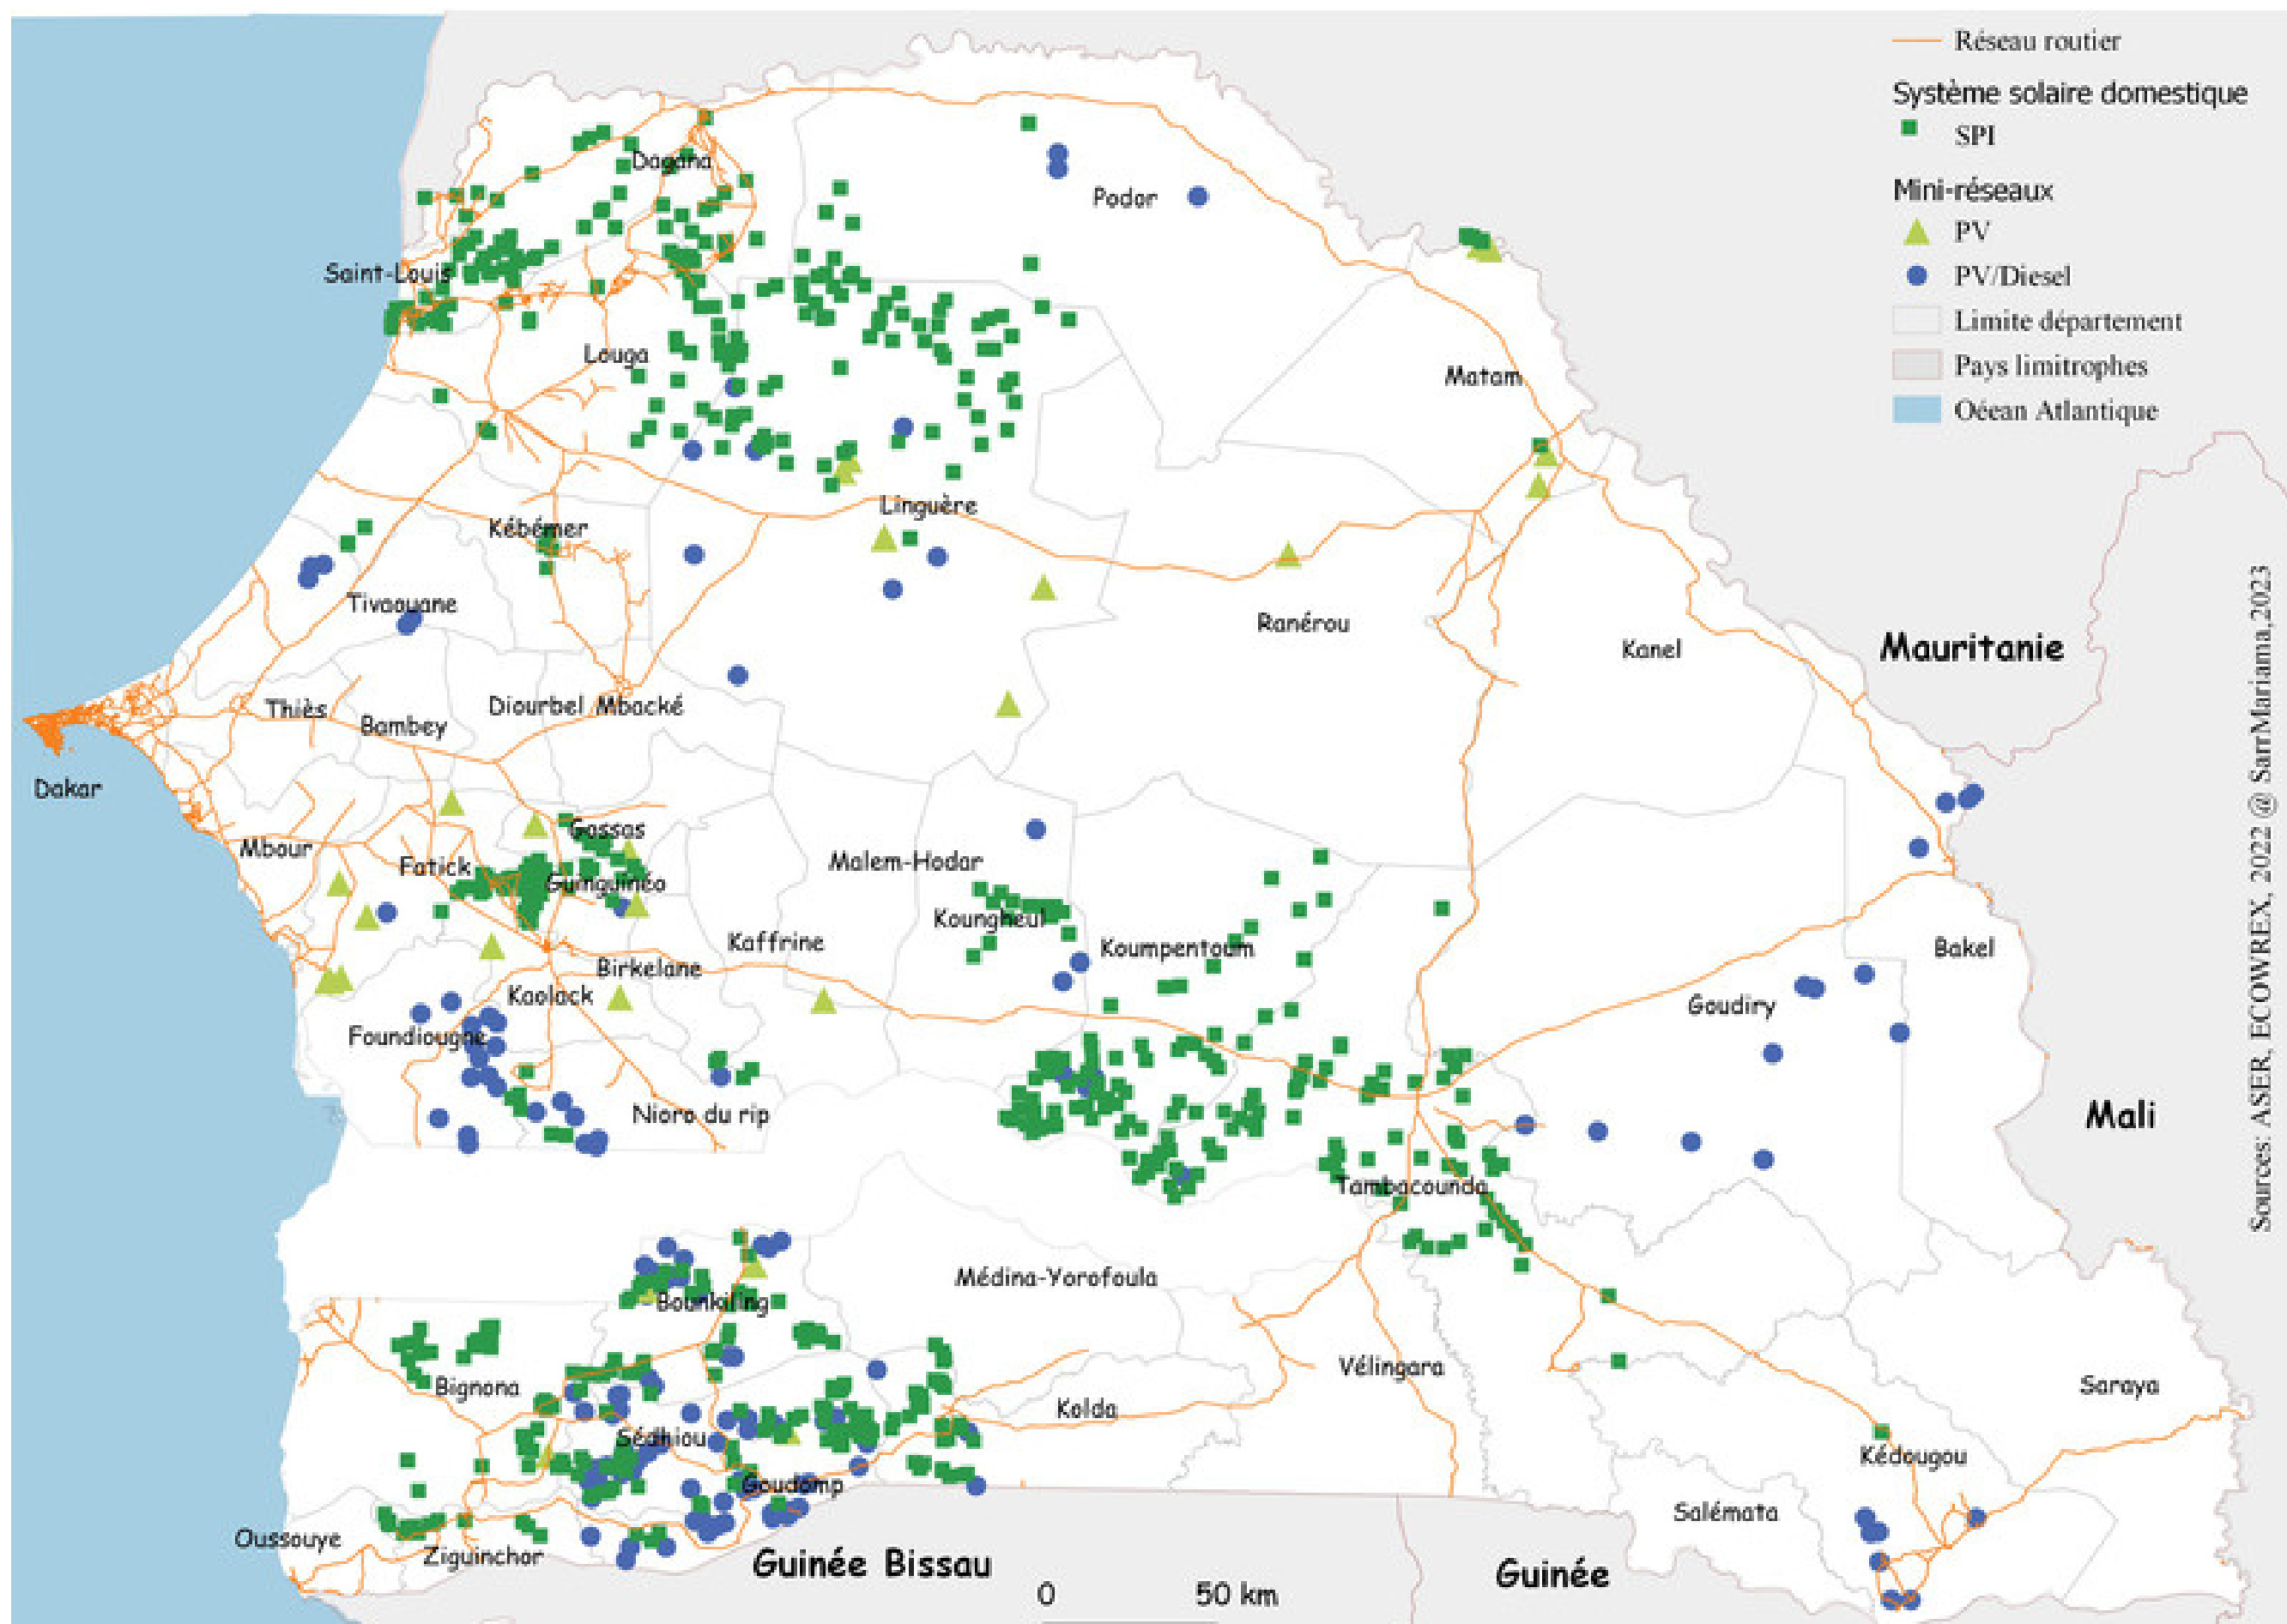 Réseau routier
Système solaire domestique
SPI
Mini-réseaux
PV
PV/Diesel
Limite département
Pays limitrophes
Océean Atlantique
Dagana
Podor
Saint-Louis
Louga
Matam
Linguère
Kébémer
Tivaouane
Ranérou
Kanel
Mauritanie
Thiès
Bambey
Diourbel
Mbacké
Dakar
Gossas
Mbour
Fatick
Guinguinéo
Malem-Hodar
Koungheul
Kaffrine
Koumpentoum
Bakel
Birkelane
Kaolack
Goudiry
Foundiougne
Nioro du rip
Mali
Tambacounda
Médina-Yorofoula
Bounkiling
Vélingara
Bignona
Kolda
Saraya
Sédhiou
Kédougou
Goudomp
Salémata
Oussouye
Ziguinchor
Guinée Bissau
Guinée
0 50 km
Sources: ASER, ECOWREX, 2022 @ SarrMariama,2023